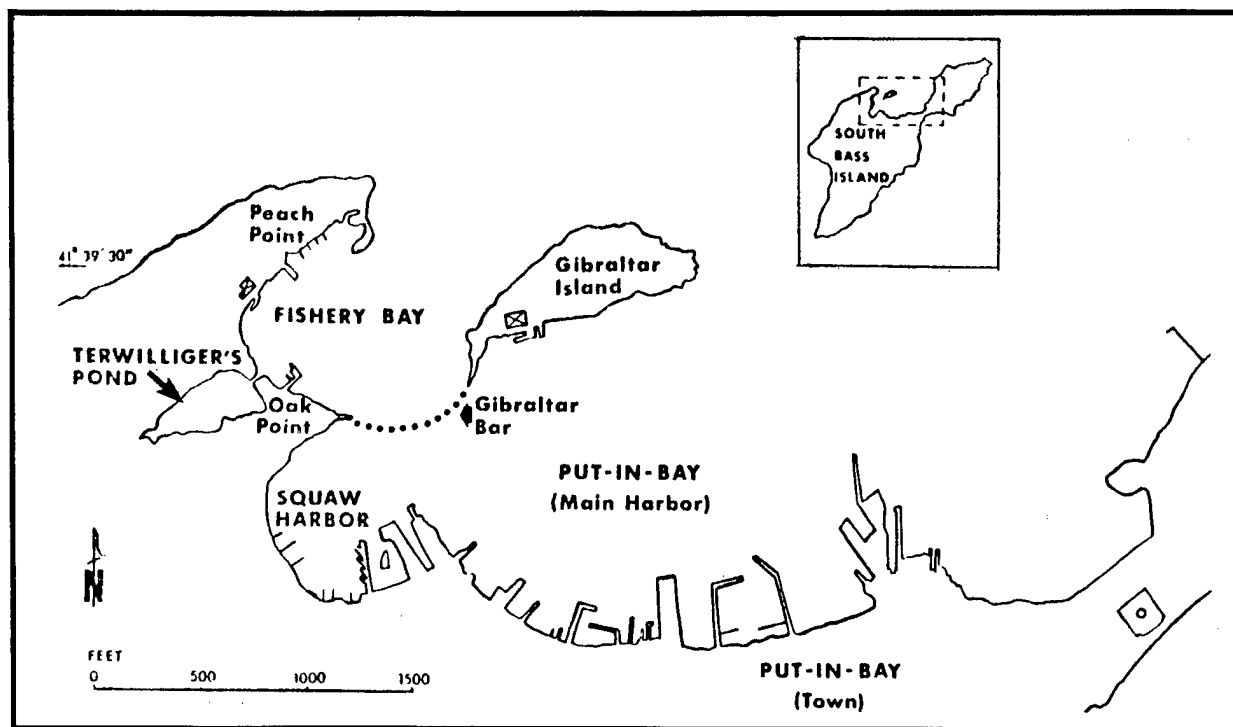 SOUTH
BASS
ISLAND
Peach
Point
41° 39' 30"
Gibraltar
Island
FISHERY BAY
TERWILLIGER'S
POND
Oak
Point
Gibraltar
Bar
PUT-IN-BAY
(Main Harbor)
SQUAW
HARBOR
N
FEET
0 500 1000 1500
PUT-IN-BAY
(Town)